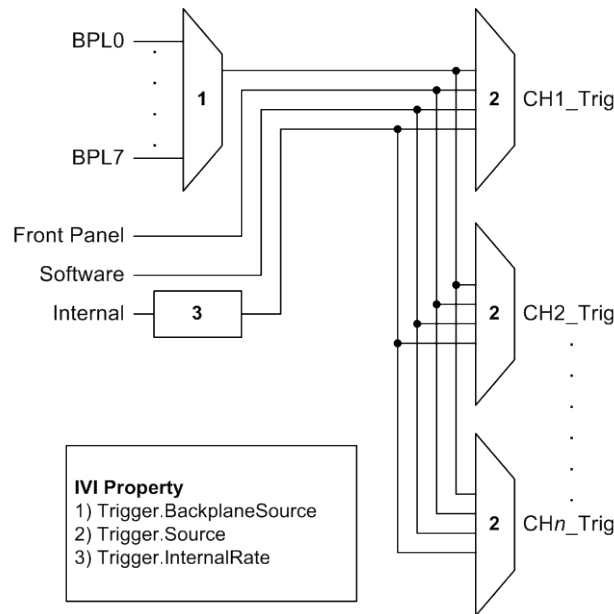 BPL0
1
2
CH1_Trig
BPL7
Front Panel
Software
Internal
3
2
CH2_Trig
IVI Property
1) Trigger.BackplaneSource
2) Trigger.Source
3) Trigger.InternalRate
2
CHn_Trig